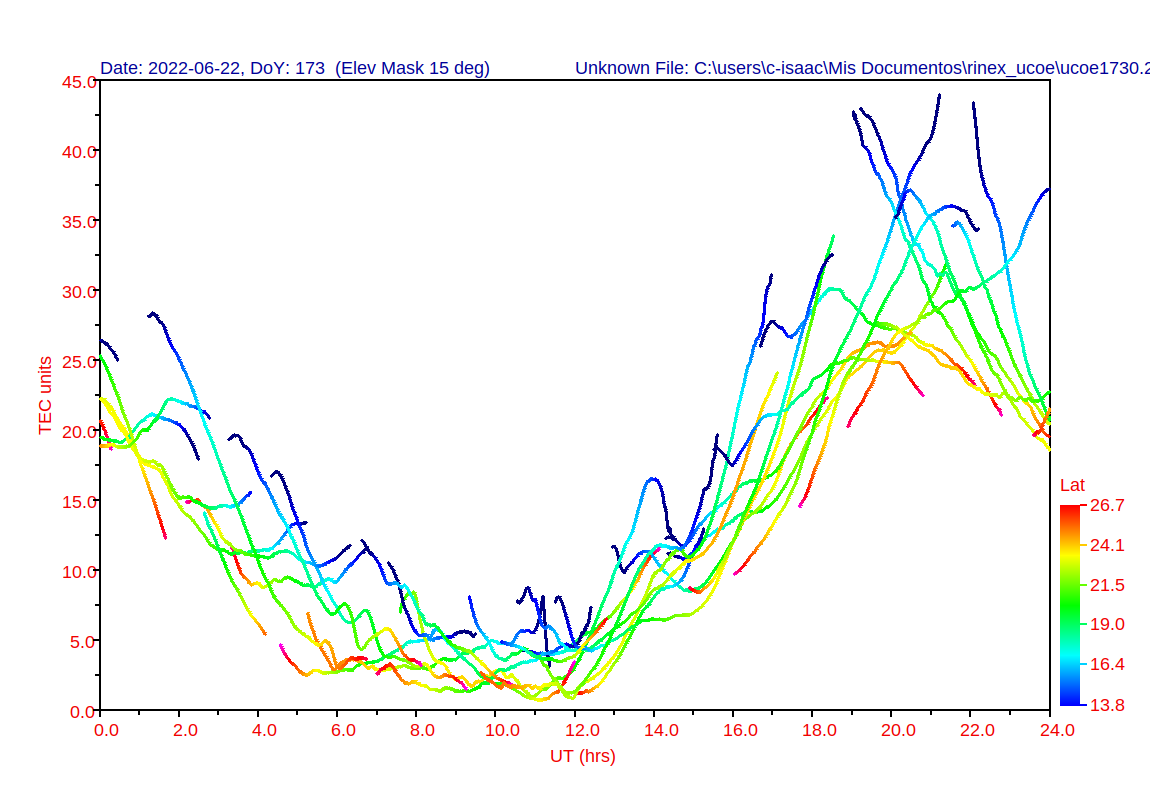 Date: 2022-06-22, DoY: 173  (Elev Mask 15 deg)
Unknown File: C:\users\c-isaac\Mis Documentos\rinex_ucoe\ucoe1730.2
45.0
40.0
35.0
30.0
25.0
20.0
15.0
10.0
5.0
0.0
TEC units
0.0 2.0 4.0 6.0 8.0 10.0 12.0 14.0 16.0 18.0 20.0 22.0 24.0
UT (hrs)
Lat
26.7
24.1
21.5
19.0
16.4
13.8